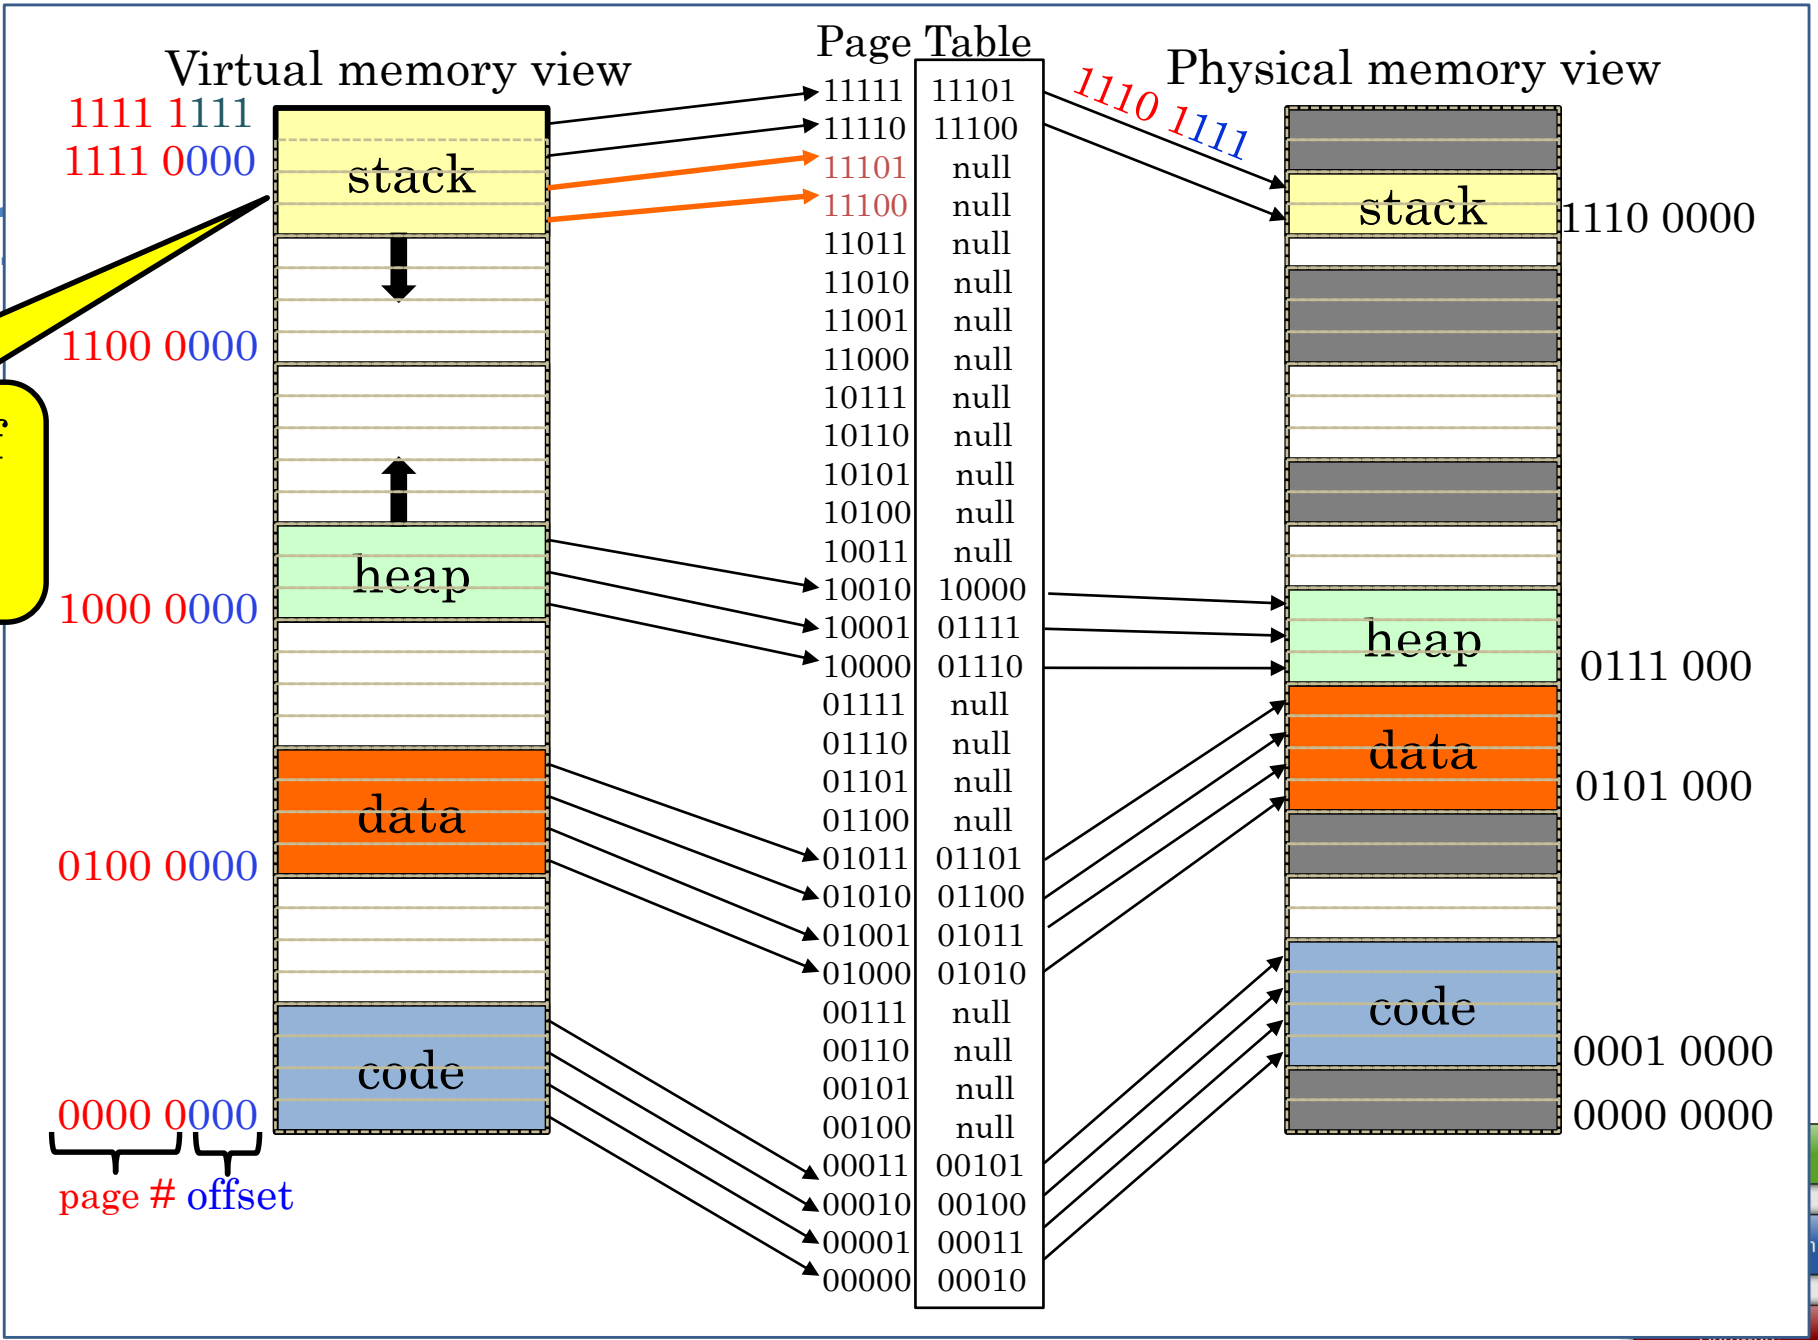 Page Table
Virtual memory view
Physical memory view
1111 1111
1111 0000
1100 0000
1000 0000
0100 0000
0000 0000
page # offset
stack
heap
data
code
11111 11101
11110 11100
11101 null
11100 null
11011 null
11010 null
11001 null
11000 null
10111 null
10110 null
10101 null
10100 null
10011 null
10010 10000
10001 01111
10000 01110
01111 null
01110 null
01101 null
01100 null
01011 01101
01010 01100
01001 01011
01000 01010
00111 null
00110 null
00101 null
00100 null
00011 00101
00010 00100
00001 00011
00000 00010
1110 1111
stack
1110 0000
heap
0111 000
data
0101 000
code
0001 0000
0000 0000